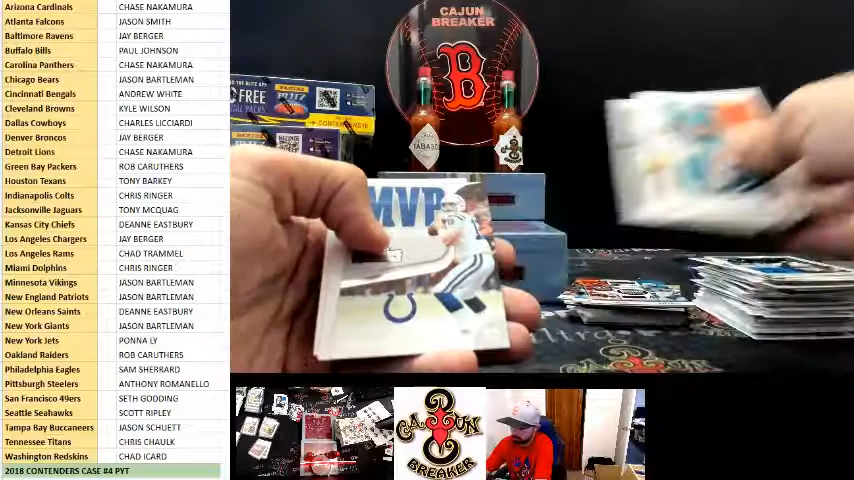 Arizona Cardinals CHASE NAKAMURA
Atlanta Falcons JASON SMITH
Baltimore Ravens JAY BERGER
Buffalo Bills PAUL JOHNSON
Carolina Panthers CHASE NAKAMURA
Chicago Bears JASON BARTLEMAN
Cincinnati Bengals ANDREW WHITE
Cleveland Browns KYLE WILSON
Dallas Cowboys CHARLES LICCIARDI
Denver Broncos JAY BERGER
Detroit Lions CHASE NAKAMURA
Green Bay Packers ROB CARUTHERS
Houston Texans TONY BARKEY
Indianapolis Colts CHRIS RINGER
Jacksonville Jaguars TONY MCQUAG
Kansas City Chiefs DEANNE EASTBURY
Los Angeles Chargers JAY BERGER
Los Angeles Rams CHAD TRAMMEL
Miami Dolphins CHRIS RINGER
Minnesota Vikings JASON BARTLEMAN
New England Patriots JASON BARTLEMAN
New Orleans Saints DEANNE EASTBURY
New York Giants JASON BARTLEMAN
New York Jets PONNA LY
Oakland Raiders ROB CARUTHERS
Philadelphia Eagles SAM SHERRARD
Pittsburgh Steelers ANTHONY ROMANELLO
San Francisco 49ers SETH GODDING
Seattle Seahawks SCOTT RIPLEY
Tampa Bay Buccaneers JASON SCHUETT
Tennessee Titans CHRIS CHAULK
Washington Redskins CHAD ICARD
2018 CONTENDERS CASE #4 PYT
CAJUN
BREAKER
B
FREE
TABASCO
MVP
CAJUN
BREAKER